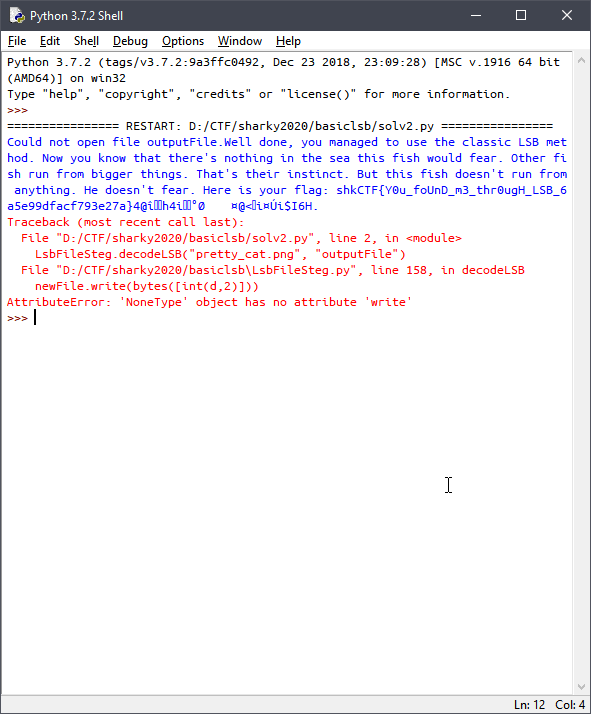 Python 3.7.2 Shell
File Edit Shell Debug Options Window Help
Python 3.7.2 (tags/v3.7.2:9a3ffc0492, Dec 23 2018, 23:09:28) [MSC v.1916 64 bit
(AMD64)] on win32
Type "help", "copyright", "credits" or "license()" for more information.
>>>
================ RESTART: D:/CTF/sharky2020/basiclsb/solv2.py ================
Could not open file outputFile.Well done, you managed to use the classic LSB met
hod. Now you know that there's nothing in the sea this fish would fear. Other fi
sh run from bigger things. That's their instinct. But this fish doesn't run from
 anything. He doesn't fear. Here is your flag: shkCTF{Y0u_foUnD_m3_thr0ugH_LSB_6
a5e99dfacf793e27a}4@ih4i°Ø    ¤@<i¤Úi$I6H.
Traceback (most recent call last):
  File "D:/CTF/sharky2020/basiclsb/solv2.py", line 2, in <module>
    LsbFileSteg.decodeLSB("pretty_cat.png", "outputFile")
  File "D:/CTF/sharky2020/basiclsb\LsbFileSteg.py", line 158, in decodeLSB
    newFile.write(bytes([int(d,2)]))
AttributeError: 'NoneType' object has no attribute 'write'
>>>
Ln: 12 Col: 4